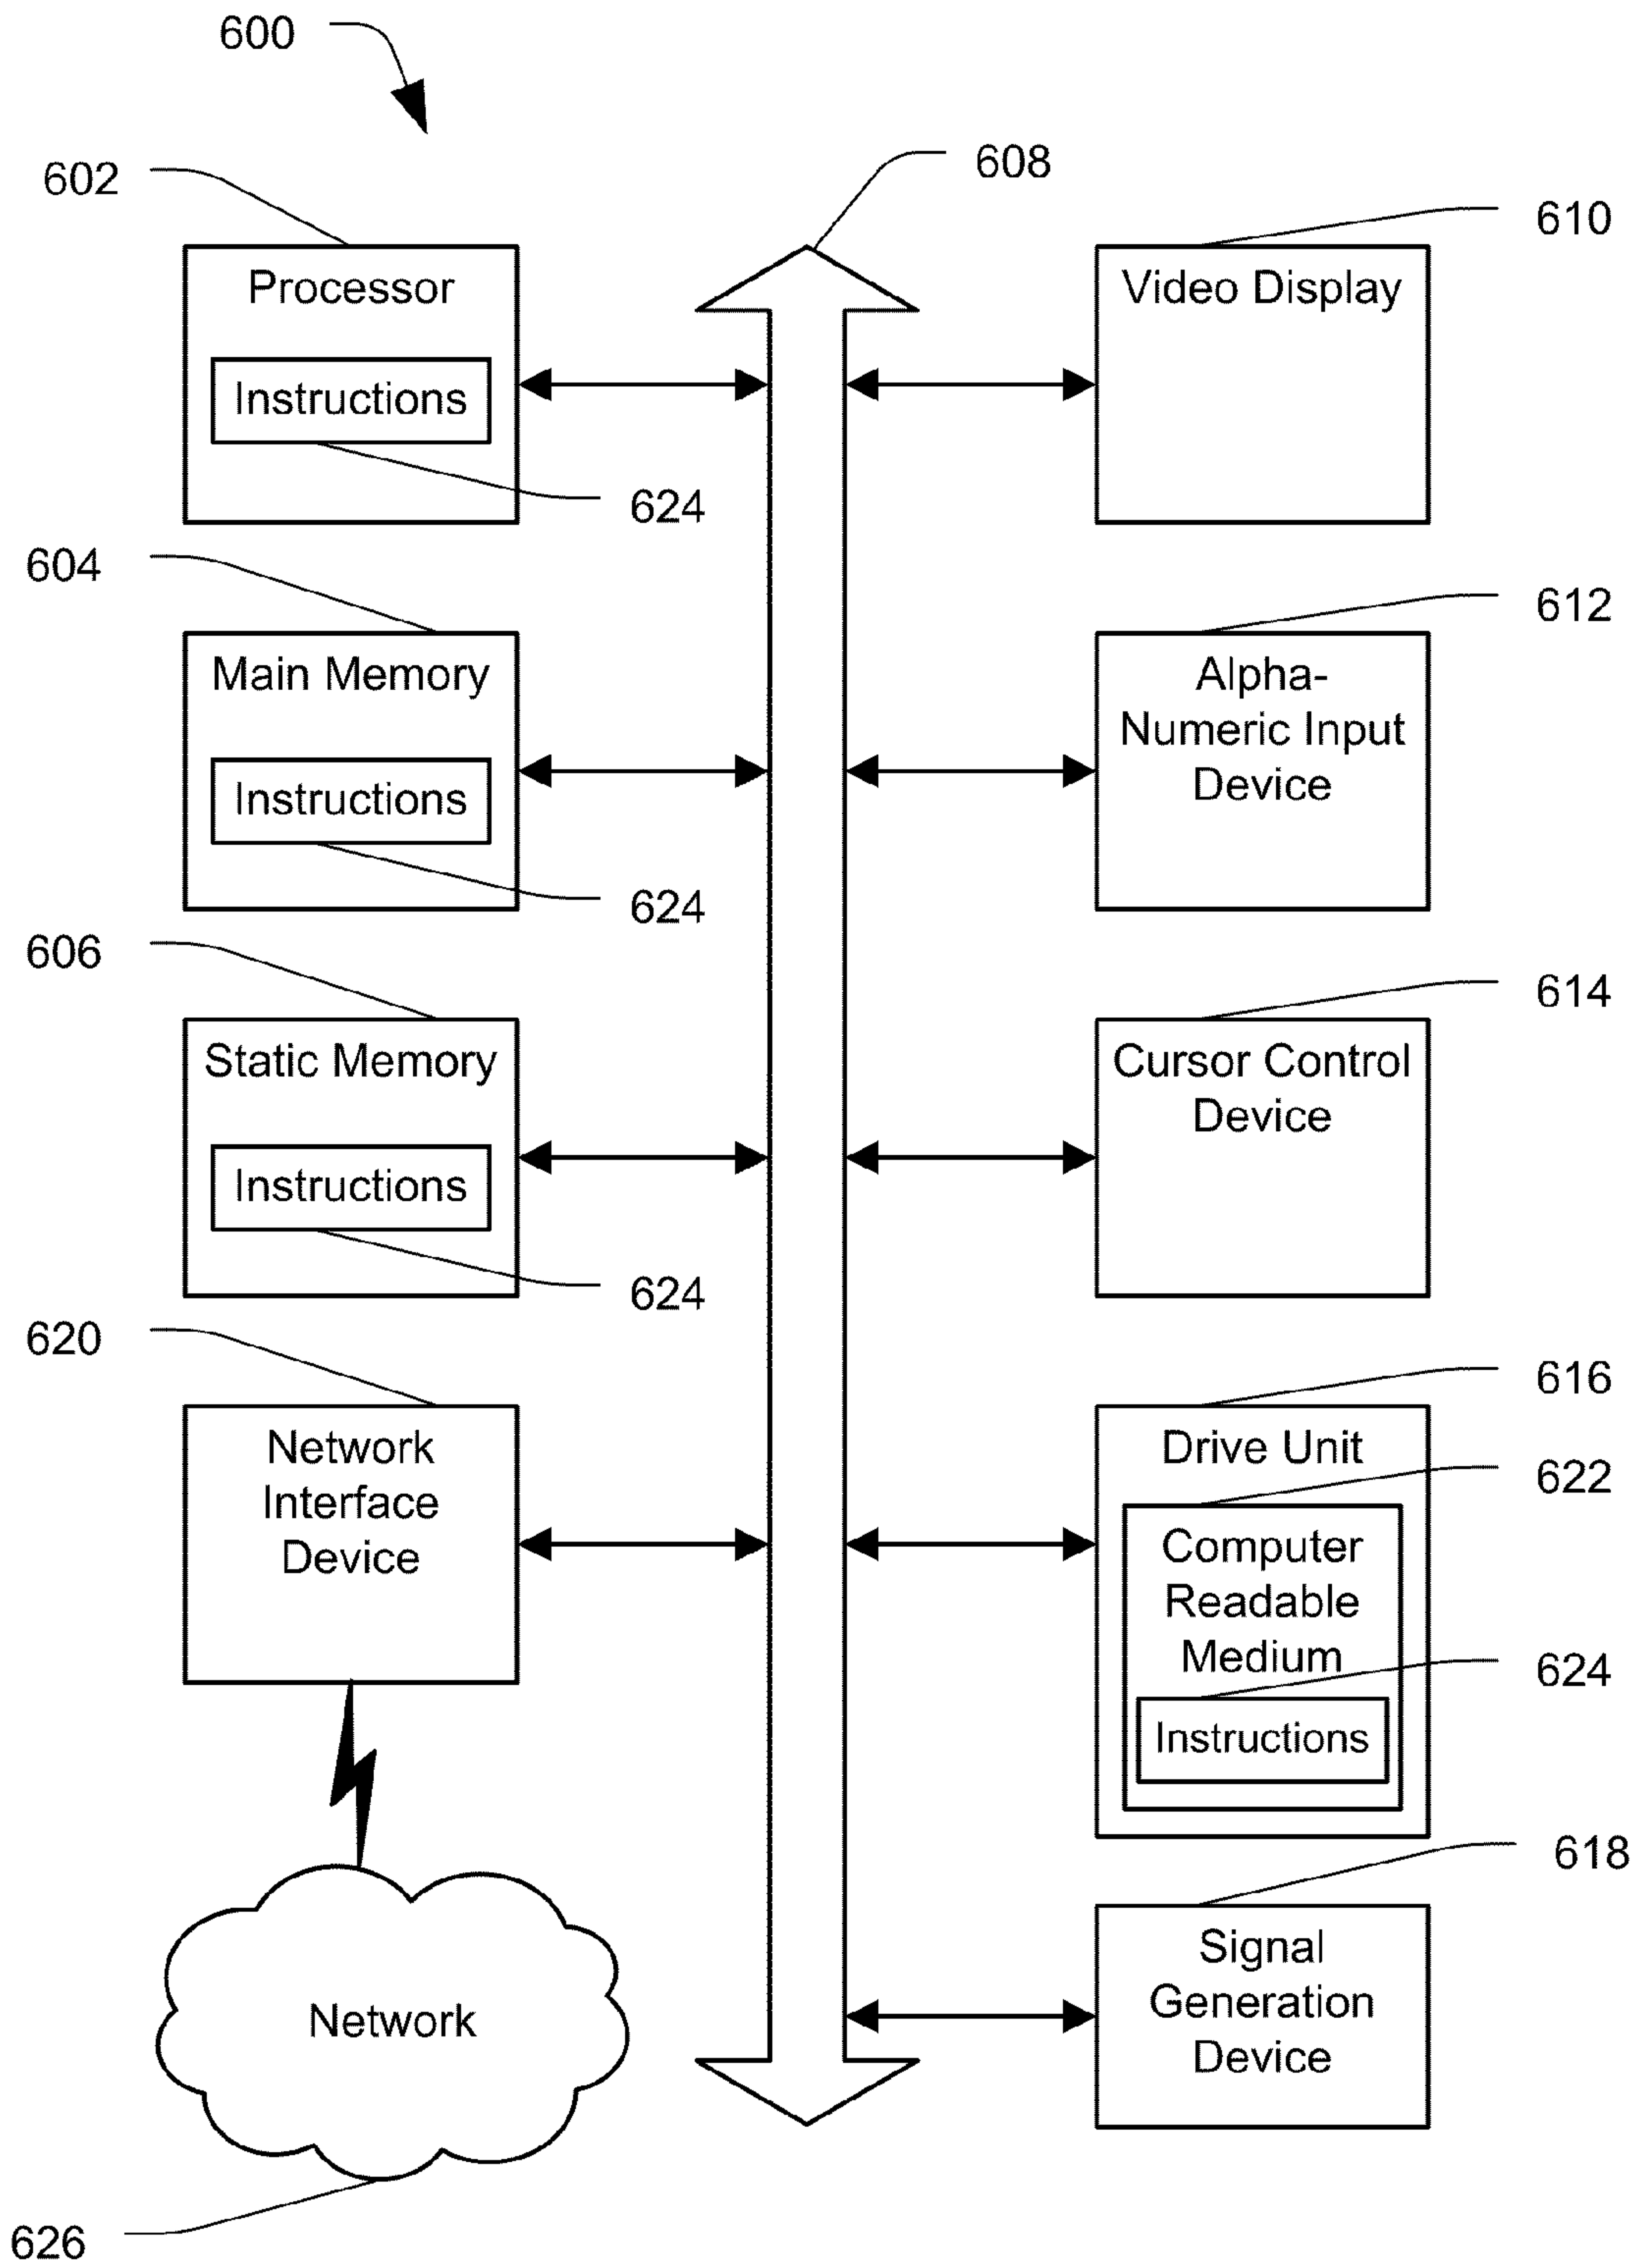 600
608
602
610
Processor
Instructions
624
Video Display
604
612
Main Memory
Instructions
624
Alpha-
Numeric Input
Device
606
614
Static Memory
Instructions
624
Cursor Control
Device
620
616
Network
Interface
Device
Drive Unit
622
Computer
Readable
Medium
624
Instructions
618
Signal
Generation
Device
Network
626